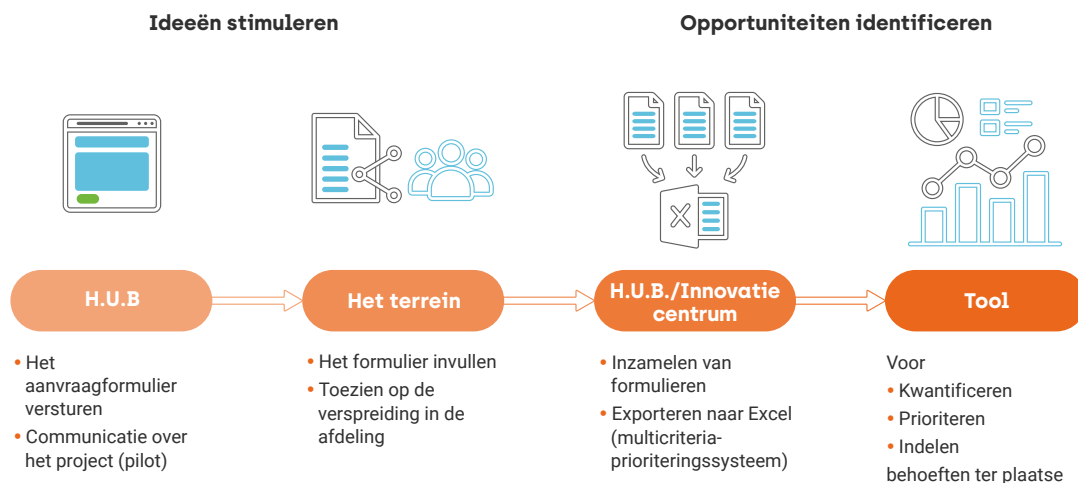 Ideeën stimuleren
Opportuniteiten identificeren
H.U.B
Het terrein
H.U.B./Innovatie
centrum
Tool
• Het
aanvraagformulier
versturen
• Communicatie over
het project (pilot)
• Het formulier invullen
• Toezien op de
verspreiding in de
afdeling
• Inzamelen van
formulieren
• Exporteren naar Excel
(multicriteria-
prioriteringssysteem)
Voor
• Kwantificeren
• Prioriteren
• Indelen
behoeften ter plaatse